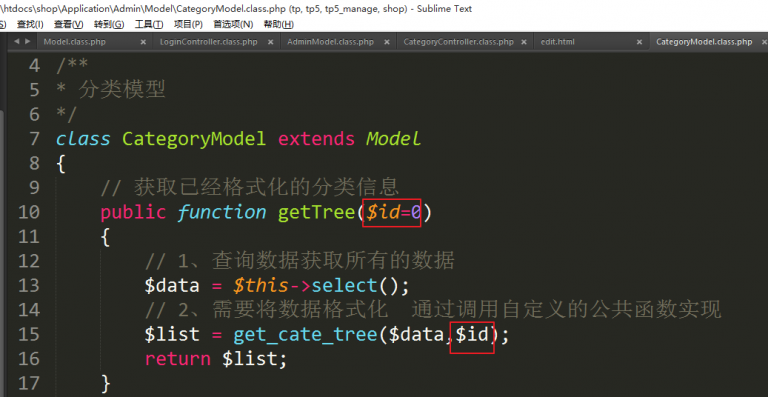 \htdocs\shop\Application\Admin\Model\CategoryModel.class.php (tp, tp5, tp5_manage, shop) - Sublime Text
查找(I) 查看(V) 转到(G) 工具(T) 项目(P) 首选项(N) 帮助(H)
Model.class.php LoginController.class.php AdminModel.class.php CategoryController.class.php edit.html CategoryModel.class.php
4 /**
5 * 分类模型
6 */
7 class CategoryModel extends Model
8 {
9 // 获取已经格式化的分类信息
10 public function getTree($id=0)
11 {
12 // 1、查询数据获取所有的数据
13 $data = $this->select();
14 // 2、需要将数据格式化 通过调用自定义的公共函数实现
15 $list = get_cate_tree($data,$id);
16 return $list;
17 }